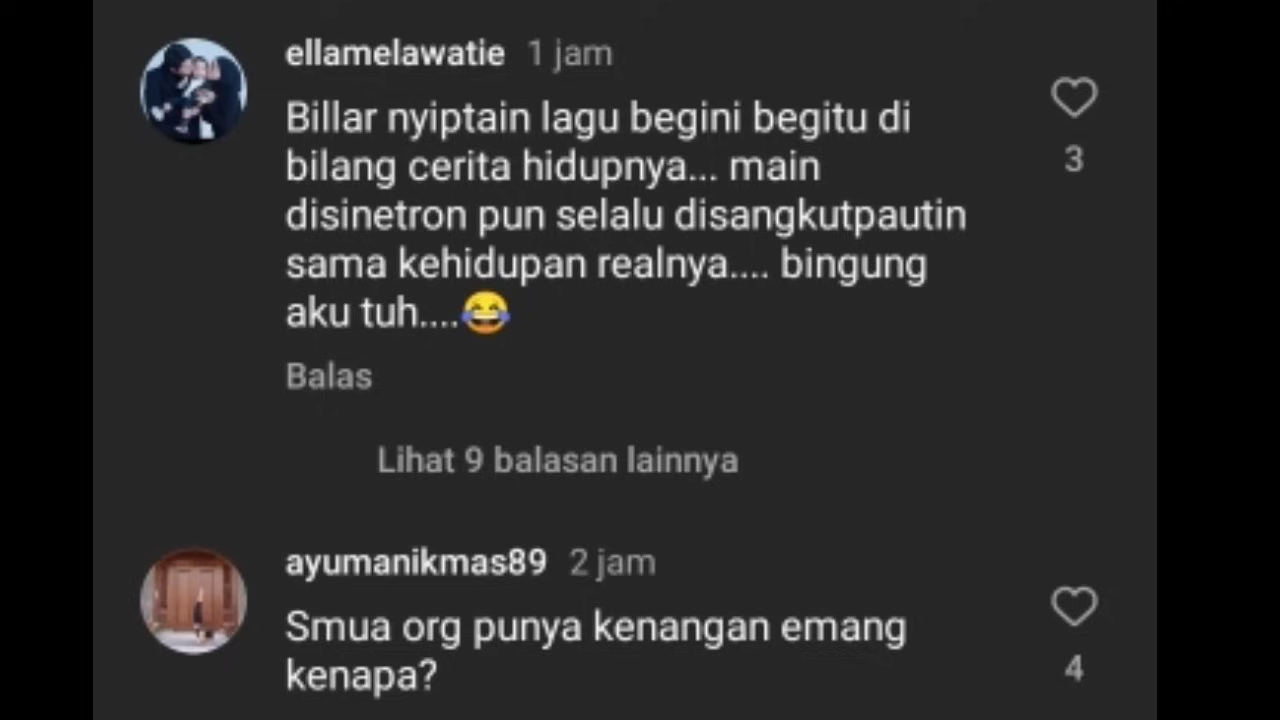 ellamelawatie 1 jam
Billar nyiptain lagu begini begitu di
bilang cerita hidupnya... main
disinetron pun selalu disangkutpautin
sama kehidupan realnya.... bingung
aku tuh....😂
3
Balas
Lihat 9 balasan lainnya
ayumanikmas89 2 jam
Smua org punya kenangan emang
kenapa?
4